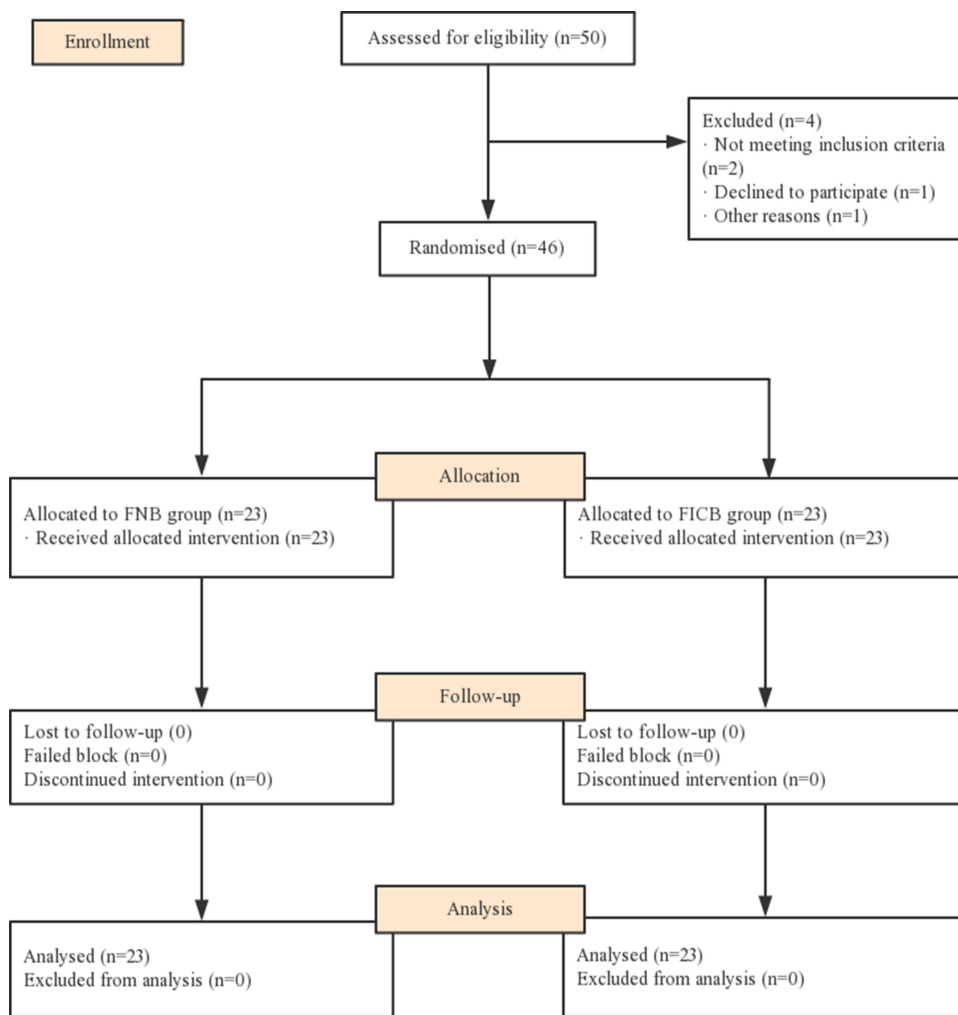 Enrollment
Assessed for eligibility (n=50)
Excluded (n=4)
· Not meeting inclusion criteria
(n=2)
· Declined to participate (n=1)
· Other reasons (n=1)
Randomised (n=46)
Allocation
Allocated to FNB group (n=23)
· Received allocated intervention (n=23)
Allocated to FICB group (n=23)
· Received allocated intervention (n=23)
Follow-up
Lost to follow-up (0)
Failed block (n=0)
Discontinued intervention (n=0)
Lost to follow-up (0)
Failed block (n=0)
Discontinued intervention (n=0)
Analysis
Analysed (n=23)
Excluded from analysis (n=0)
Analysed (n=23)
Excluded from analysis (n=0)